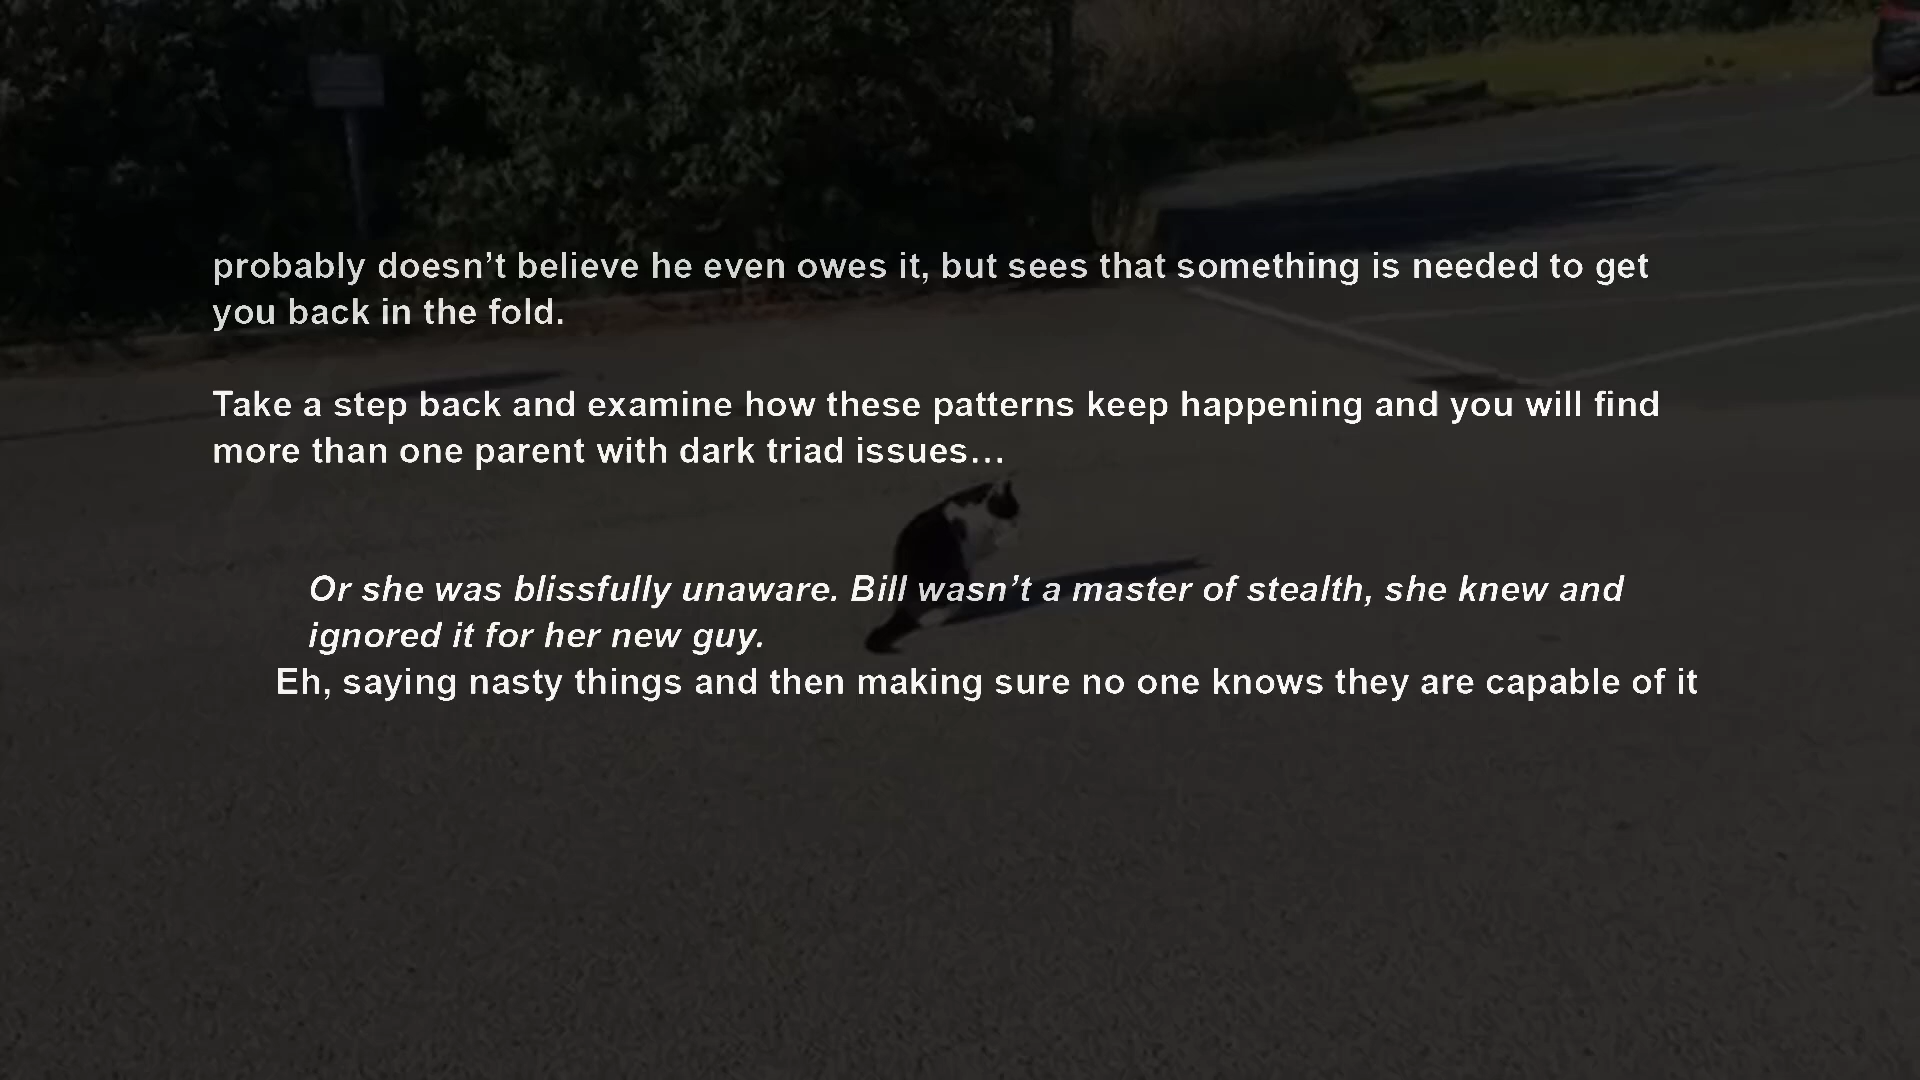 probably doesn’t believe he even owes it, but sees that something is needed to get
you back in the fold.
Take a step back and examine how these patterns keep happening and you will find
more than one parent with dark triad issues…
Or she was blissfully unaware. Bill wasn’t a master of stealth, she knew and
ignored it for her new guy.
Eh, saying nasty things and then making sure no one knows they are capable of it